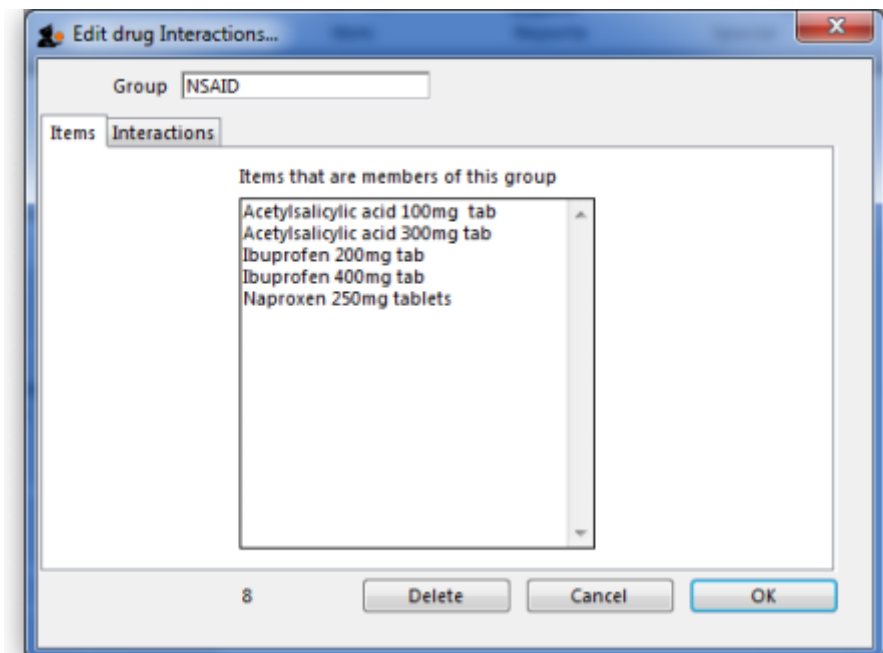 Edit drug Interactions...
Group NSAID
Items Interactions
Items that are members of this group
Acetylsalicylic acid 100mg  tab
Acetylsalicylic acid 300mg tab
Ibuprofen 200mg tab
Ibuprofen 400mg tab
Naproxen 250mg tablets
8 Delete Cancel OK